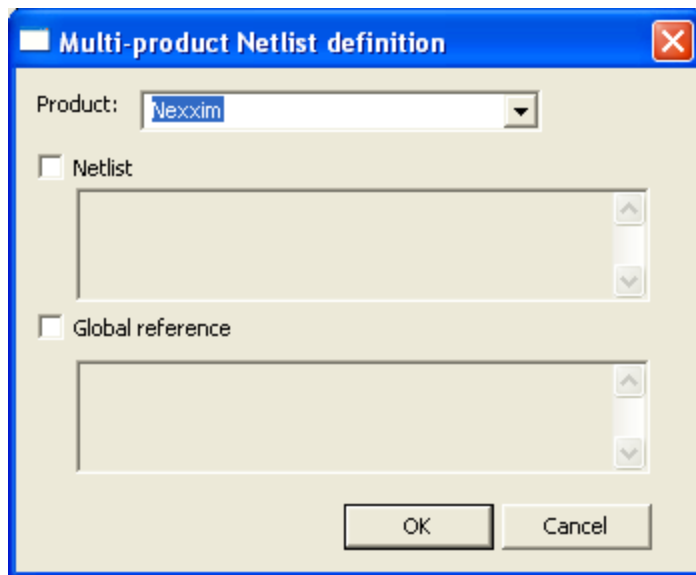 Multi-product Netlist definition
Product: Nexxim
Netlist
Global reference
OK Cancel